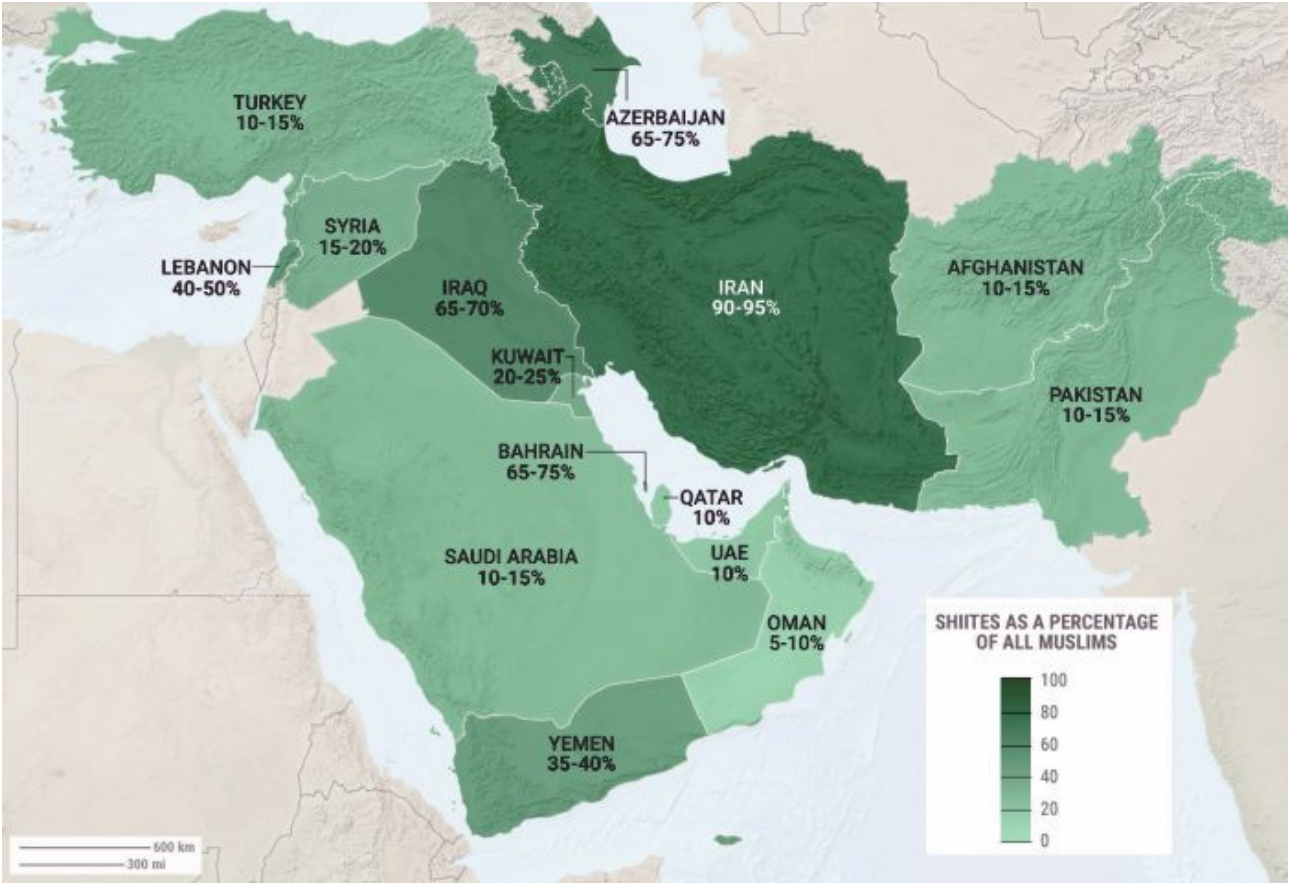 TURKEY
10-15%
AZERBAIJAN
65-75%
SYRIA
15-20%
LEBANON
40-50%
IRAQ
65-70%
IRAN
90-95%
AFGHANISTAN
10-15%
KUWAIT
20-25%
PAKISTAN
10-15%
BAHRAIN
65-75%
QATAR
10%
SAUDI ARABIA
10-15%
UAE
10%
OMAN
5-10%
YEMEN
35-40%
SHIITES AS A PERCENTAGE
OF ALL MUSLIMS
100
80
60
40
20
0
600 km
300 mi